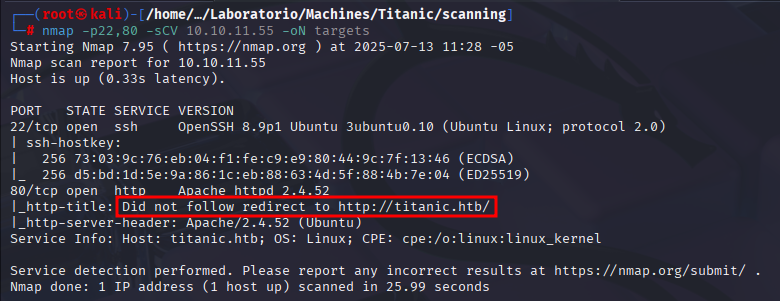 ┌──(root㉿kali)-[/home/…/Laboratorio/Machines/Titanic/scanning]
└─# nmap -p22,80 -sCV 10.10.11.55 -oN targets
Starting Nmap 7.95 ( https://nmap.org ) at 2025-07-13 11:28 -05
Nmap scan report for 10.10.11.55
Host is up (0.33s latency).

PORT   STATE SERVICE VERSION
22/tcp open  ssh     OpenSSH 8.9p1 Ubuntu 3ubuntu0.10 (Ubuntu Linux; protocol 2.0)
| ssh-hostkey:
|   256 73:03:9c:76:eb:04:f1:fe:c9:e9:80:44:9c:7f:13:46 (ECDSA)
|_  256 d5:bd:1d:5e:9a:86:1c:eb:88:63:4d:5f:88:4b:7e:04 (ED25519)
80/tcp open  http    Apache httpd 2.4.52
|_http-title: Did not follow redirect to http://titanic.htb/
|_http-server-header: Apache/2.4.52 (Ubuntu)
Service Info: Host: titanic.htb; OS: Linux; CPE: cpe:/o:linux:linux_kernel

Service detection performed. Please report any incorrect results at https://nmap.org/submit/ .
Nmap done: 1 IP address (1 host up) scanned in 25.99 seconds